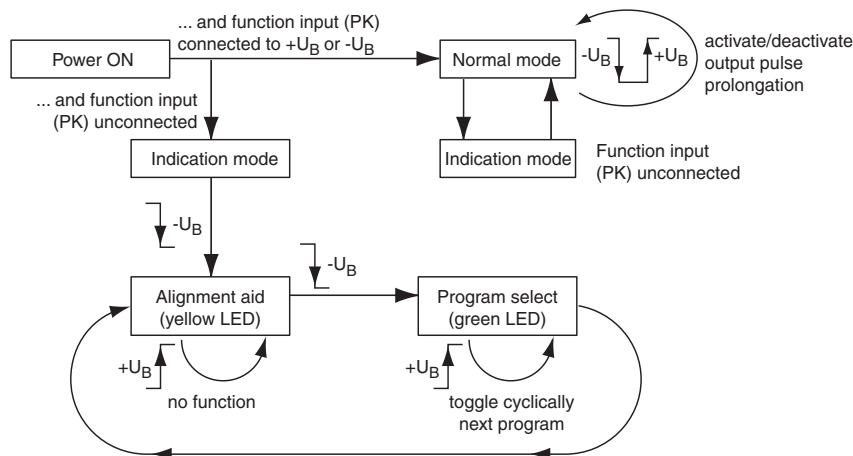 ... and function input (PK)
connected to +UB or -UB
Power ON
Normal mode
-UB
+UB
activate/deactivate
output pulse
prolongation
... and function input
(PK) unconnected
Indication mode
Indication mode
Function input
(PK) unconnected
-UB
-UB
Alignment aid
(yellow LED)
Program select
(green LED)
+UB
no function
+UB
toggle cyclically
next program